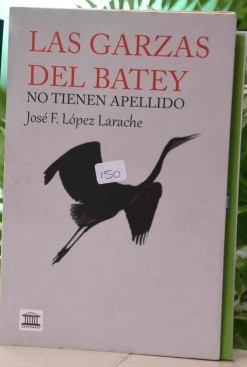 LAS GARZAS
DEL BATEY
NO TIENEN APELLIDO
José F. López Larache
150